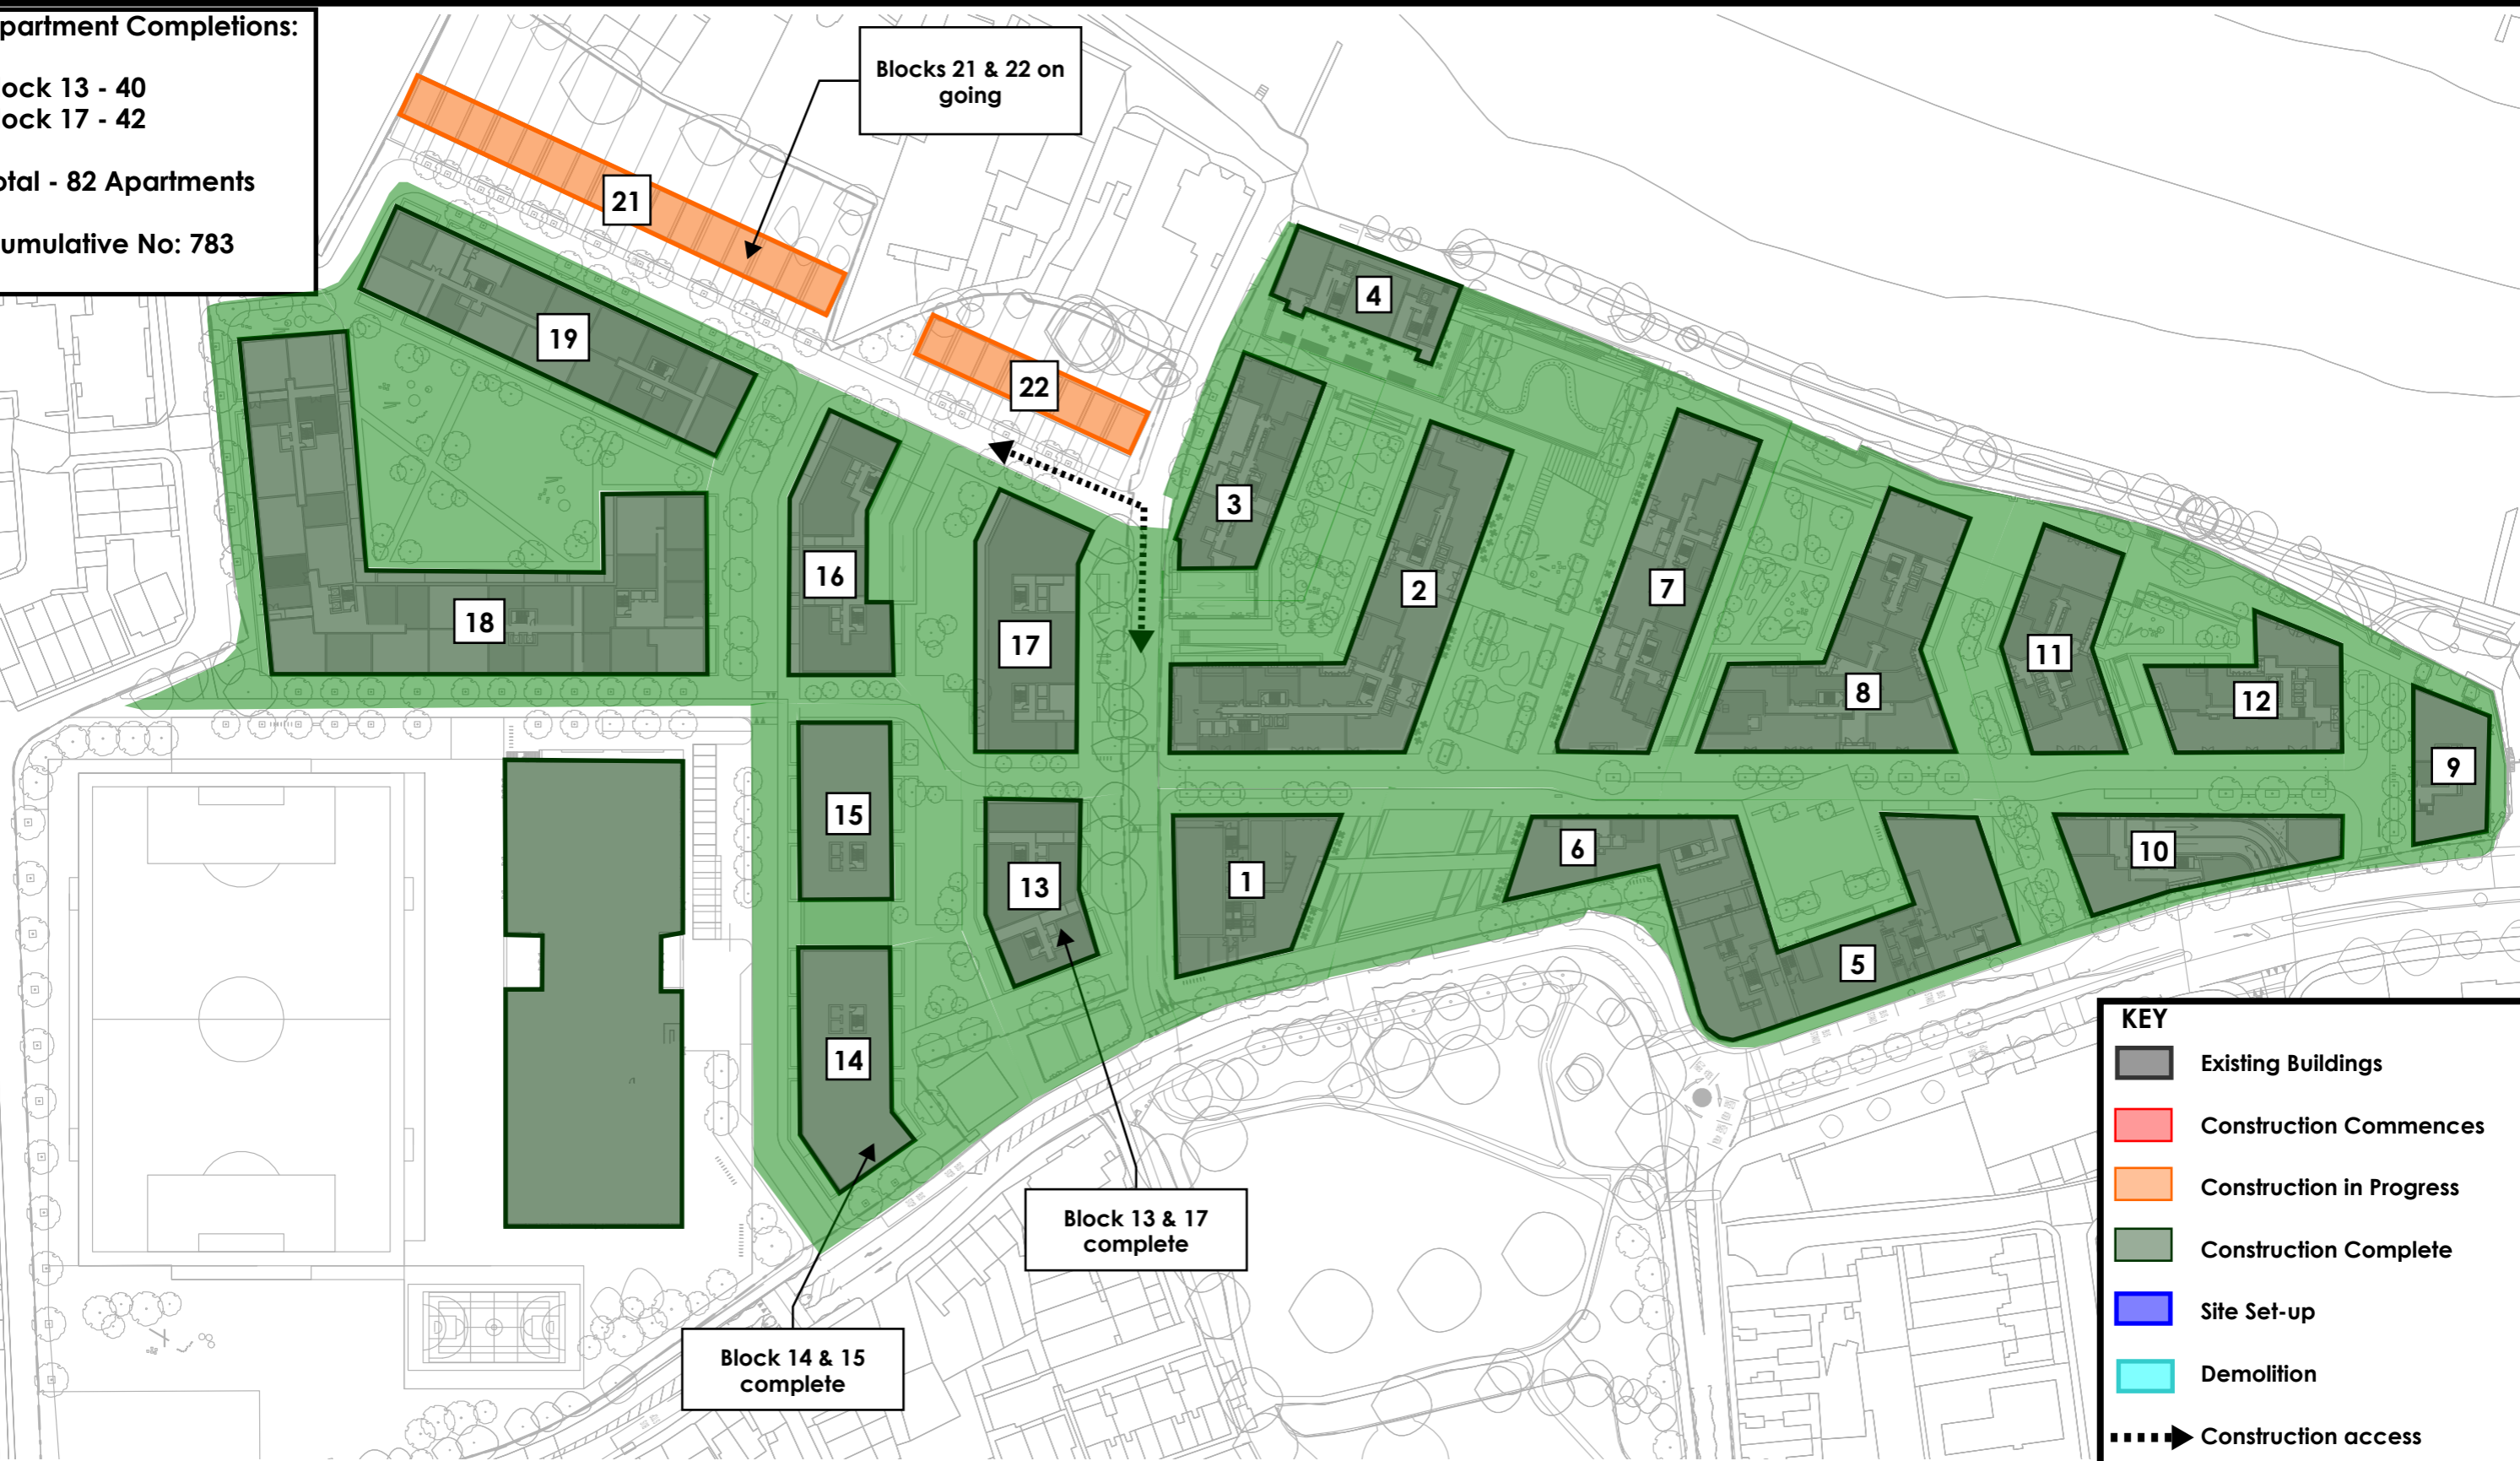 partment Completions:
ock 13 - 40
ock 17 - 42
otal - 82 Apartments
umulative No: 783
Blocks 21 & 22 on
going
21
22
4
19
3
16
2
7
17
18
11
8
12
9
15
13
1
6
10
5
14
Block 13 & 17
complete
Block 14 & 15
complete
KEY
Existing Buildings
Construction Commences
Construction in Progress
Construction Complete
Site Set-up
Demolition
Construction access